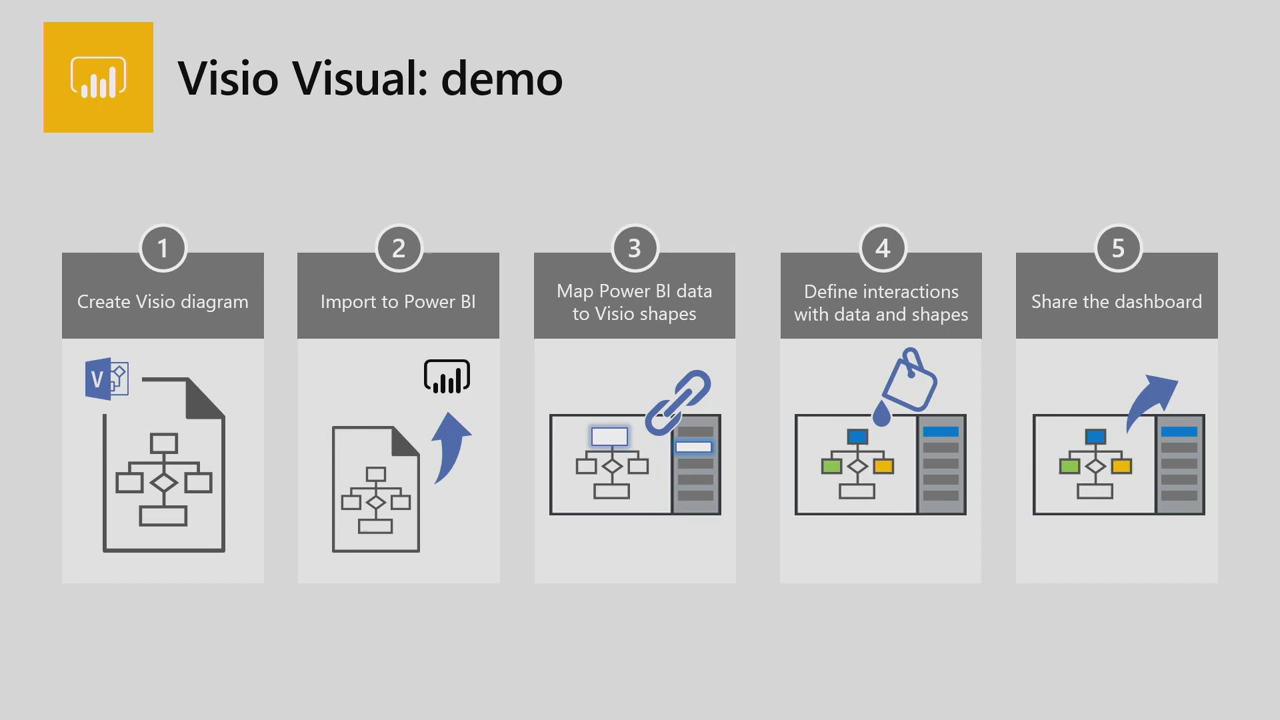 Visio Visual: demo
1
Create Visio diagram
V
2
Import to Power BI
3
Map Power BI data
to Visio shapes
4
Define interactions
with data and shapes
5
Share the dashboard